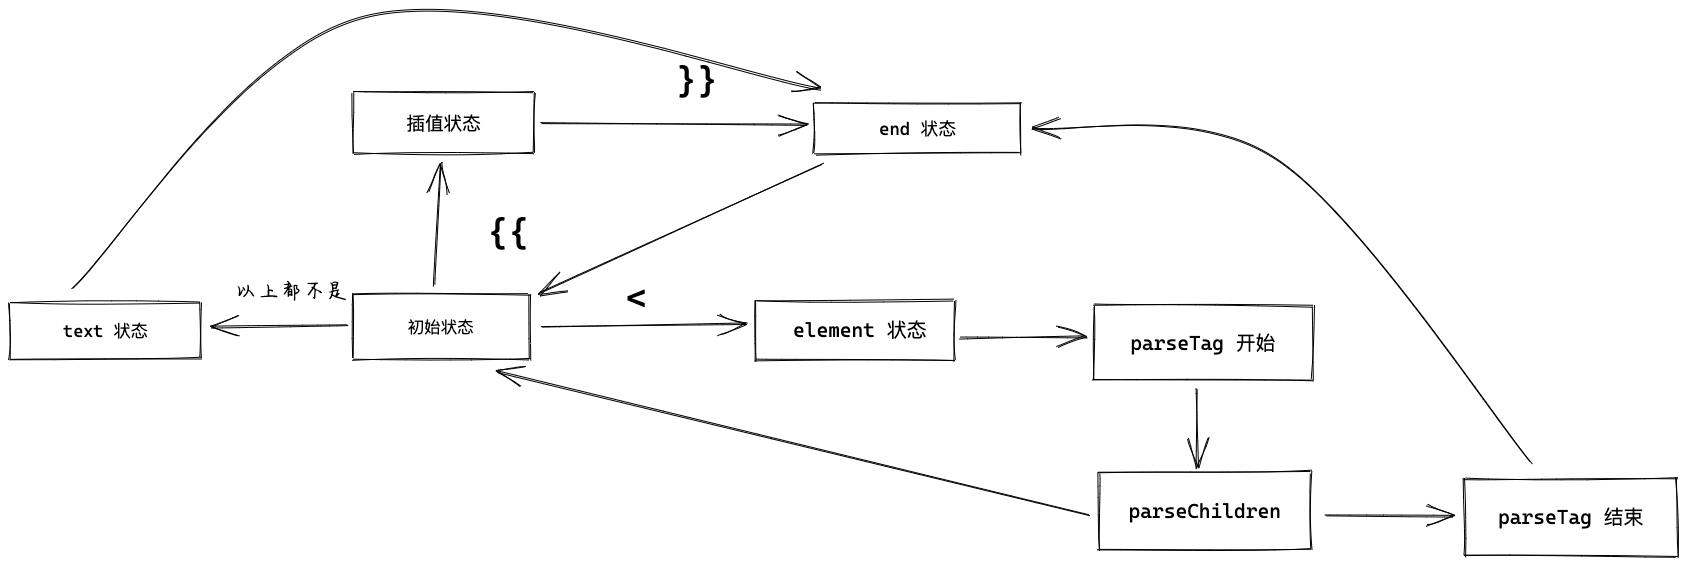 }}
插值状态
end 状态
{{
以上都不是
<
text 状态
初始状态
element 状态
parseTag 开始
parseChildren
parseTag 结束